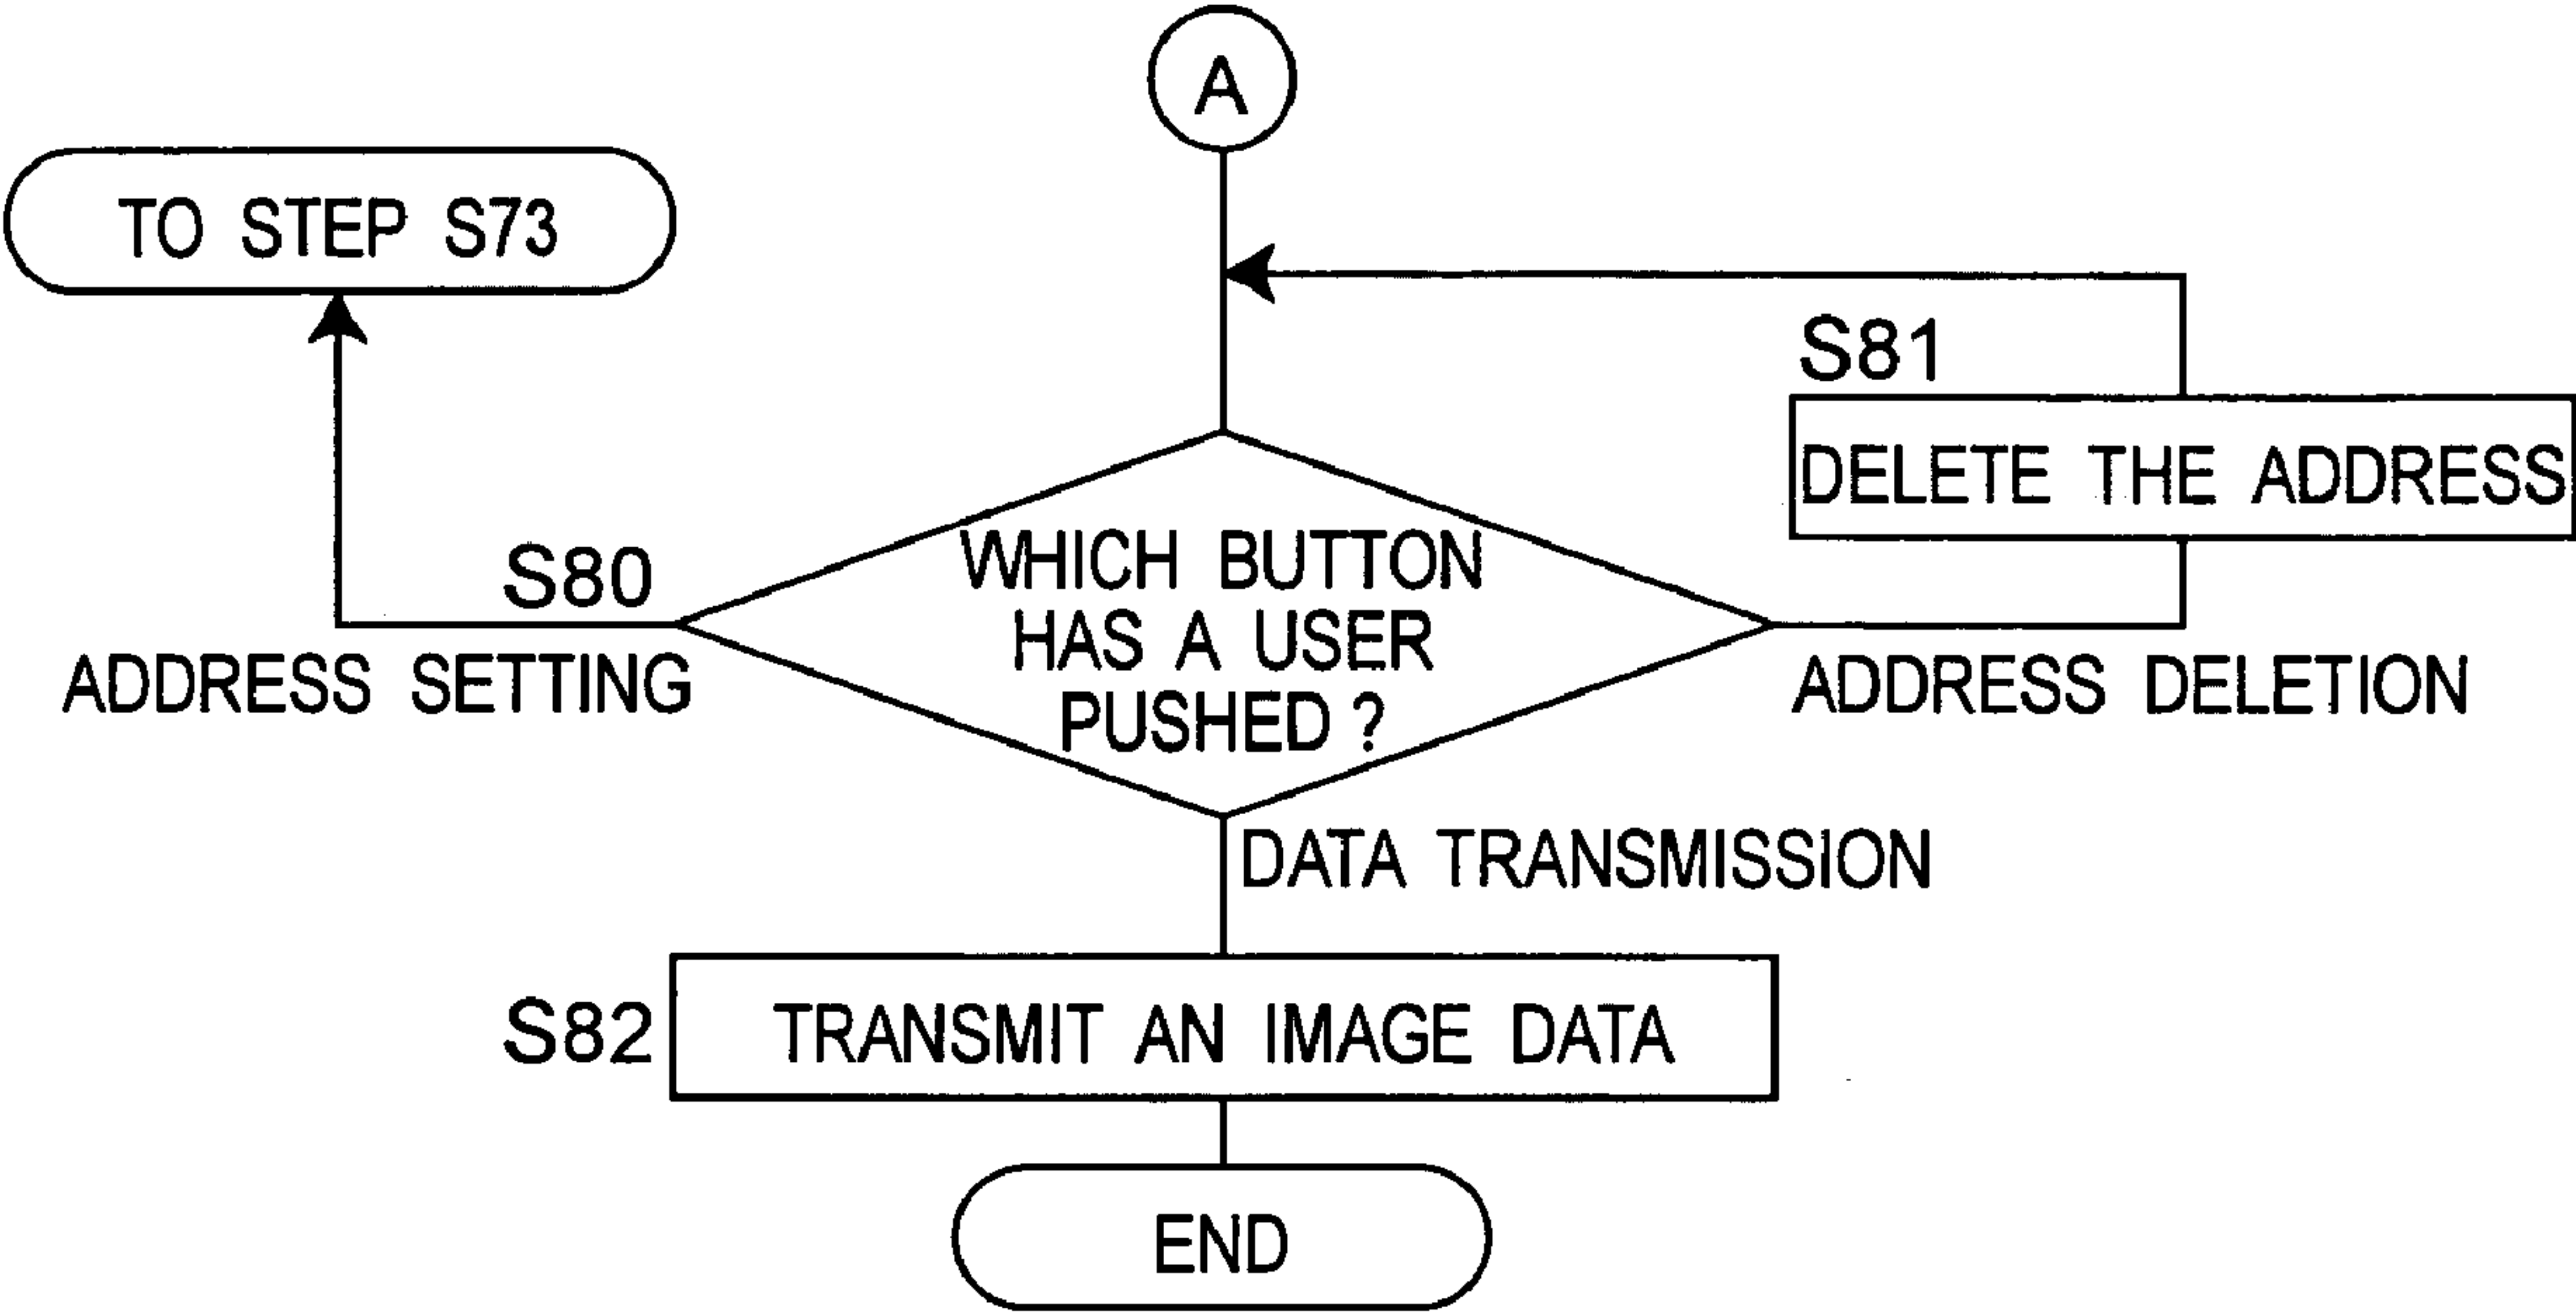 A
TO STEP S73
S81
DELETE THE ADDRESS
S80
WHICH BUTTON
HAS A USER
PUSHED ?
ADDRESS SETTING
ADDRESS DELETION
DATA TRANSMISSION
S82
TRANSMIT AN IMAGE DATA
END